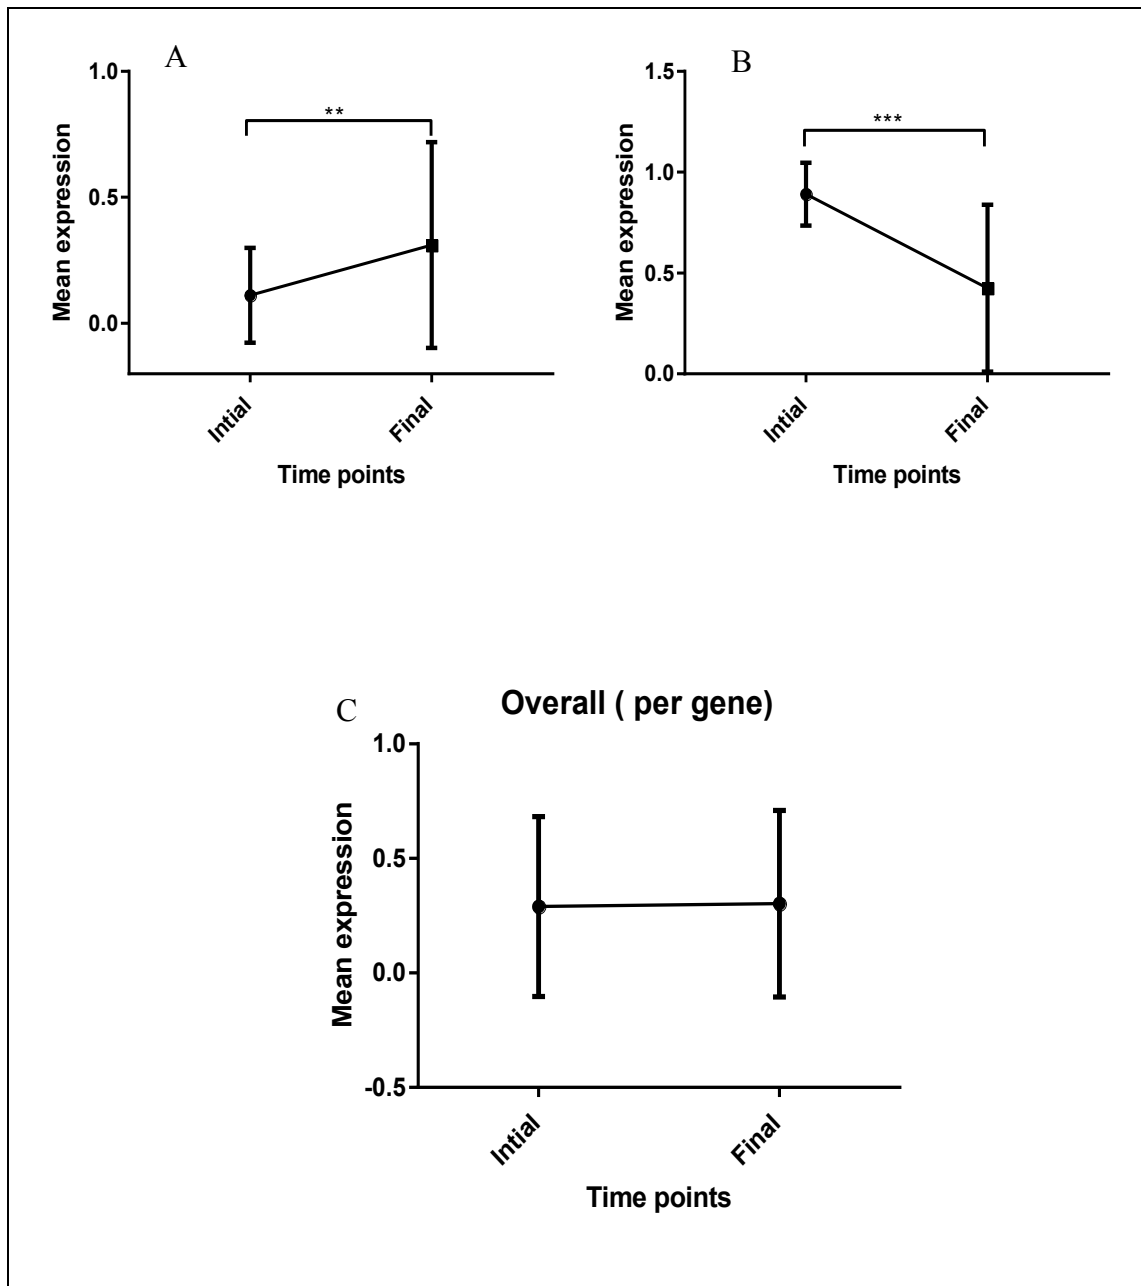 A
1.0
0.5
0.0
Mean expression
**
Intial
Final
Time points
B
1.5
1.0
0.5
0.0
Mean expression
***
Intial
Final
Time points
C
Overall ( per gene)
1.0
0.5
0.0
-0.5
Mean expression
Intial
Final
Time points